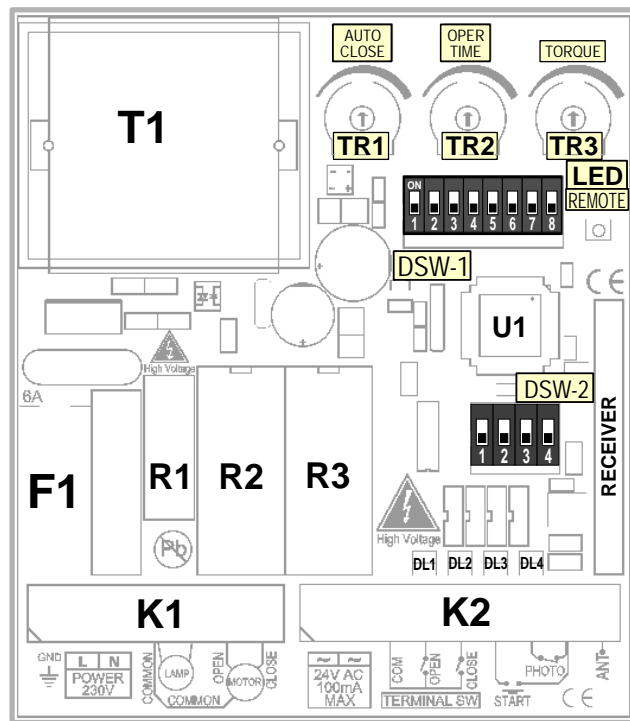 AUTO
CLOSE
OPER
TIME
TORQUE
T1
TR1
TR2
TR3
LED
REMOTE
ON
1 2 3 4 5 6 7 8
DSW-1
CE
U1
High Voltage
6A
DSW-2
1 2 3 4
RECEIVER
F1
R1
R2
R3
Pb
High Voltage
DL1 DL2 DL3 DL4
K1
K2
GND
L N
POWER
230V
COMMON
LAMP
COMMON
OPEN
MOTOR
CLOSE
~ ~
24V AC
100mA
MAX
COM
OPEN
CLOSE
TERMINAL SW
START
PHOTO
ANT
CE